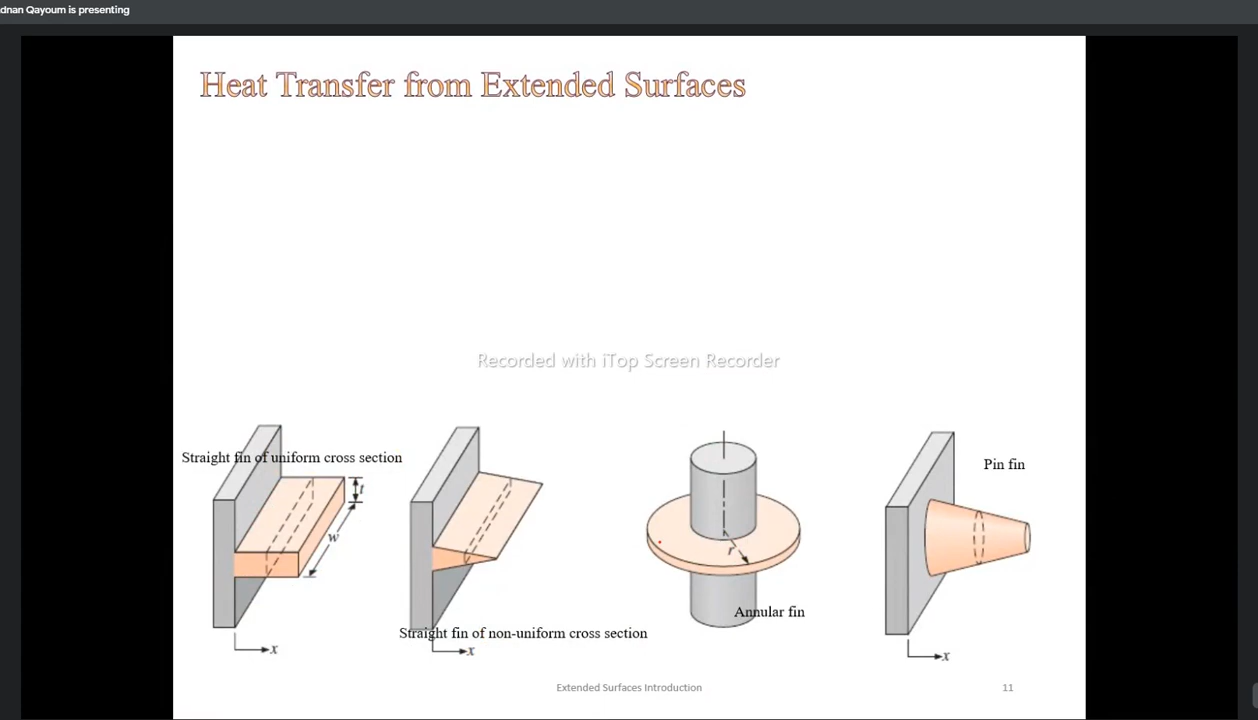 dnan Qayoum is presenting
Heat Transfer from Extended Surfaces
Recorded with iTop Screen Recorder
Straight fin of uniform cross section
Pin fin
t
w
r
Annular fin
Straight fin of non-uniform cross section
x
x
x
Extended Surfaces Introduction
11